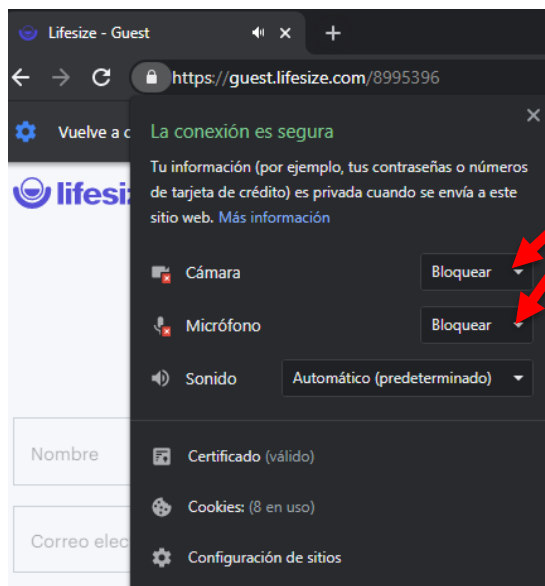 Lifesize - Guest
https://guest.lifesize.com/8995396
Vuelve a c
La conexión es segura
Tu información (por ejemplo, tus contraseñas o números
de tarjeta de crédito) es privada cuando se envía a este
sitio web. Más información
lifesiz
Cámara Bloquear
Micrófono Bloquear
Sonido Automático (predeterminado)
Nombre
Certificado (válido)
Cookies: (8 en uso)
Correo elec
Configuración de sitios